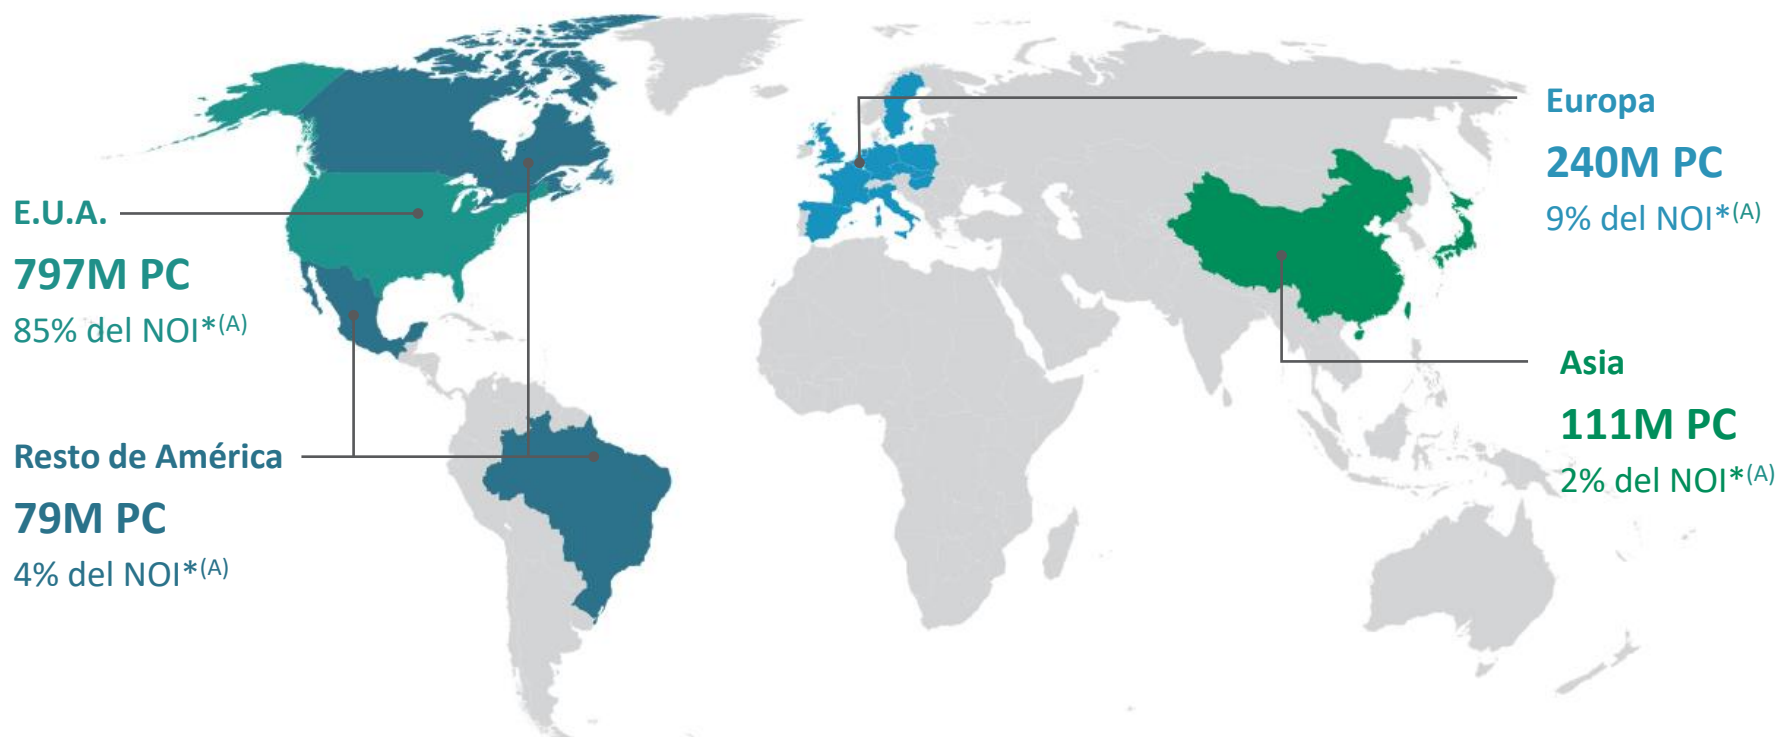 E.U.A.
797M PC
85% del NOI*(A)
Resto de América
79M PC
4% del NOI*(A)
Europa
240M PC
9% del NOI*(A)
Asia
111M PC
2% del NOI*(A)